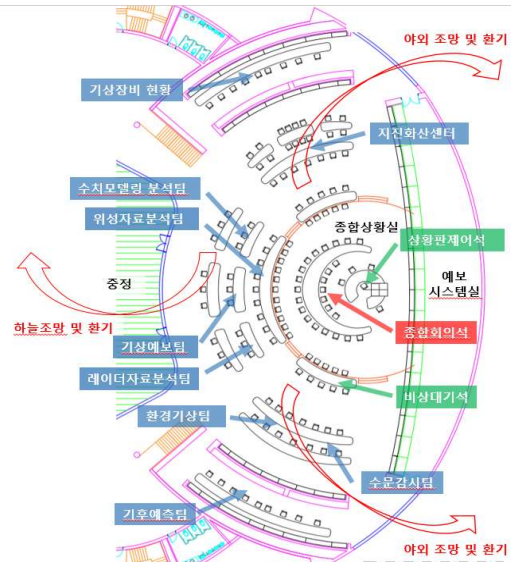 야외 조망 및 환기
기상장비 현황
지진화산센터
수치모델링 분석팀
위성자료분석팀
종합상황실
상황판제어석
중정
예보
시스템실
하늘조망 및 환기
종합회의석
기상예보팀
레이더자료분석팀
비상대기석
환경기상팀
수문감시팀
기후예측팀
야외 조망 및 환기